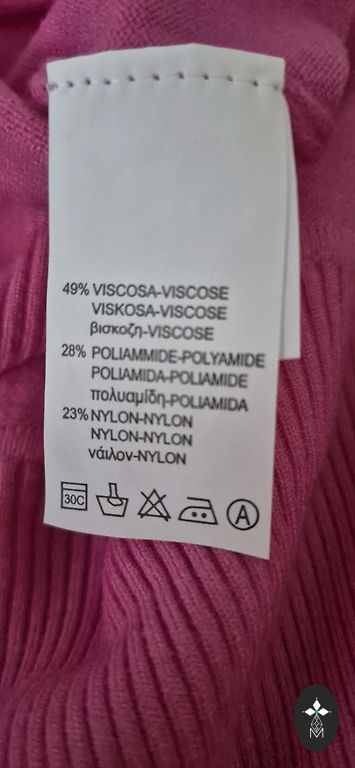 49% VISCOSA-VISCOSE
VISKOSA-VISCOSE
βισκοζη-VISCOSE
28% POLIAMMIDE-POLYAMIDE
POLIAMIDA-POLIAMIDE
πολυαμίδη-POLIAMIDA
23% NYLON-NYLON
NYLON-NYLON
νάιλον-NYLON
30C A
M